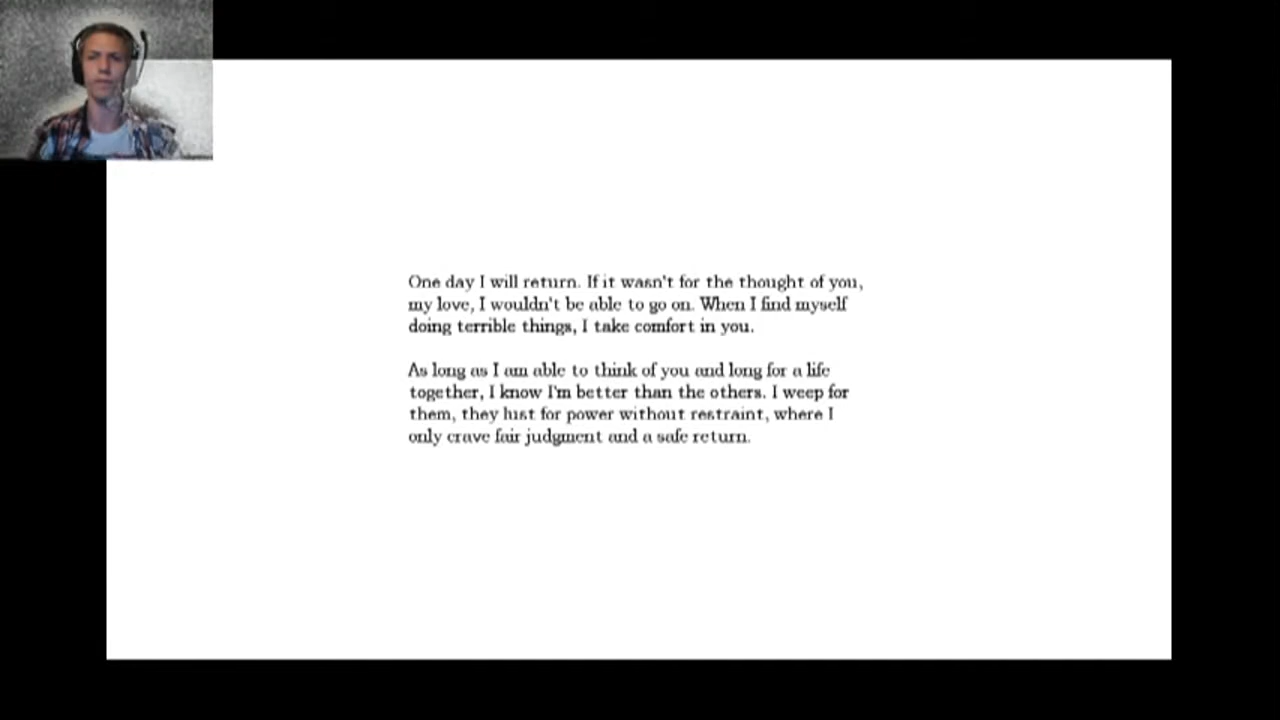 One day I will return. If it wasn't for the thought of you,
my love, I wouldn't be able to go on. When I find myself
doing terrible things, I take comfort in you.
As long as I am able to think of you and long for a life
together, I know I'm better than the others. I weep for
them, they lust for power without restraint, where I
only crave fair judgment and a safe return.